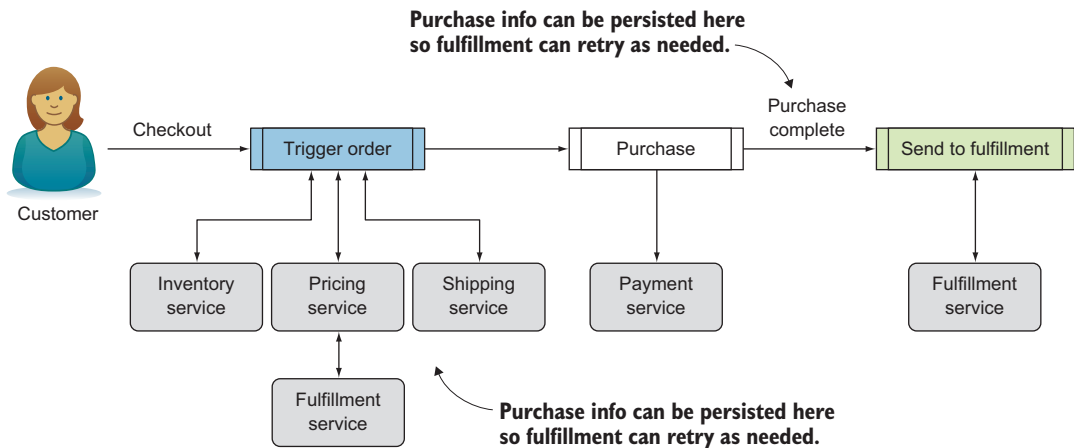 Purchase info can be persisted here
so fulfillment can retry as needed.
Customer
Checkout
Trigger order
Purchase
Purchase
complete
Send to fulfillment
Inventory
service
Pricing
service
Shipping
service
Payment
service
Fulfillment
service
Fulfillment
service
Purchase info can be persisted here
so fulfillment can retry as needed.